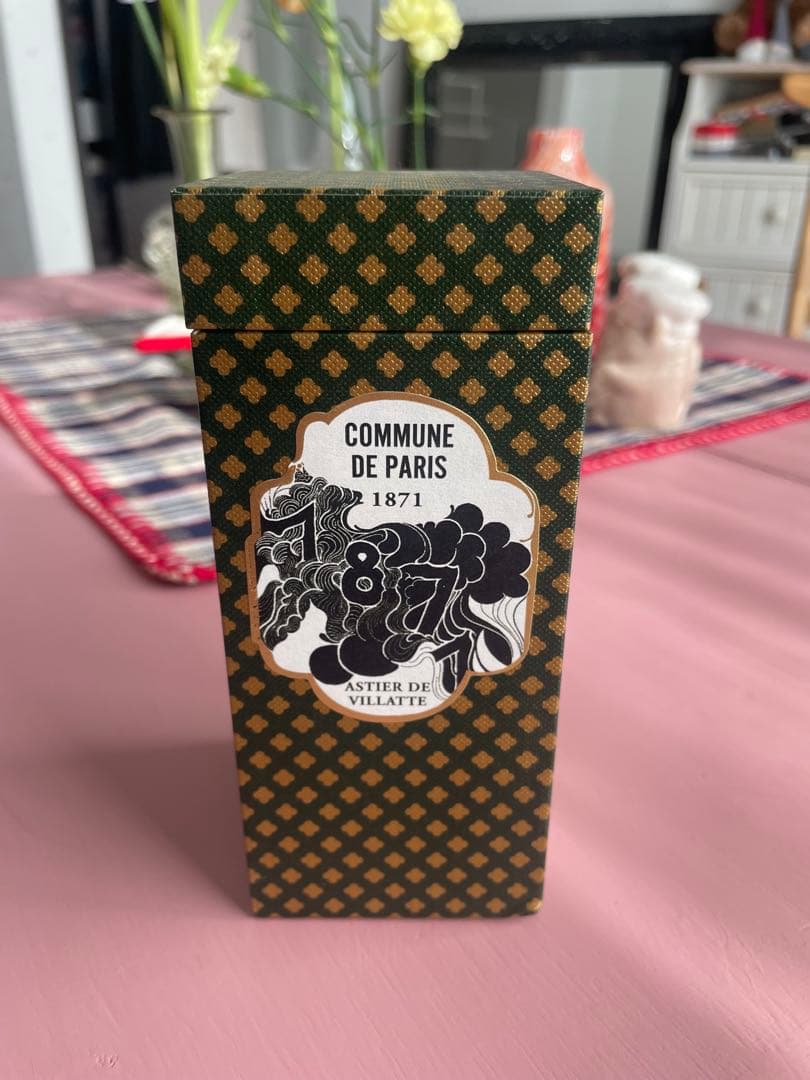 COMMUNE
DE PARIS
1871
1871
ASTIER DE
VILLATTE